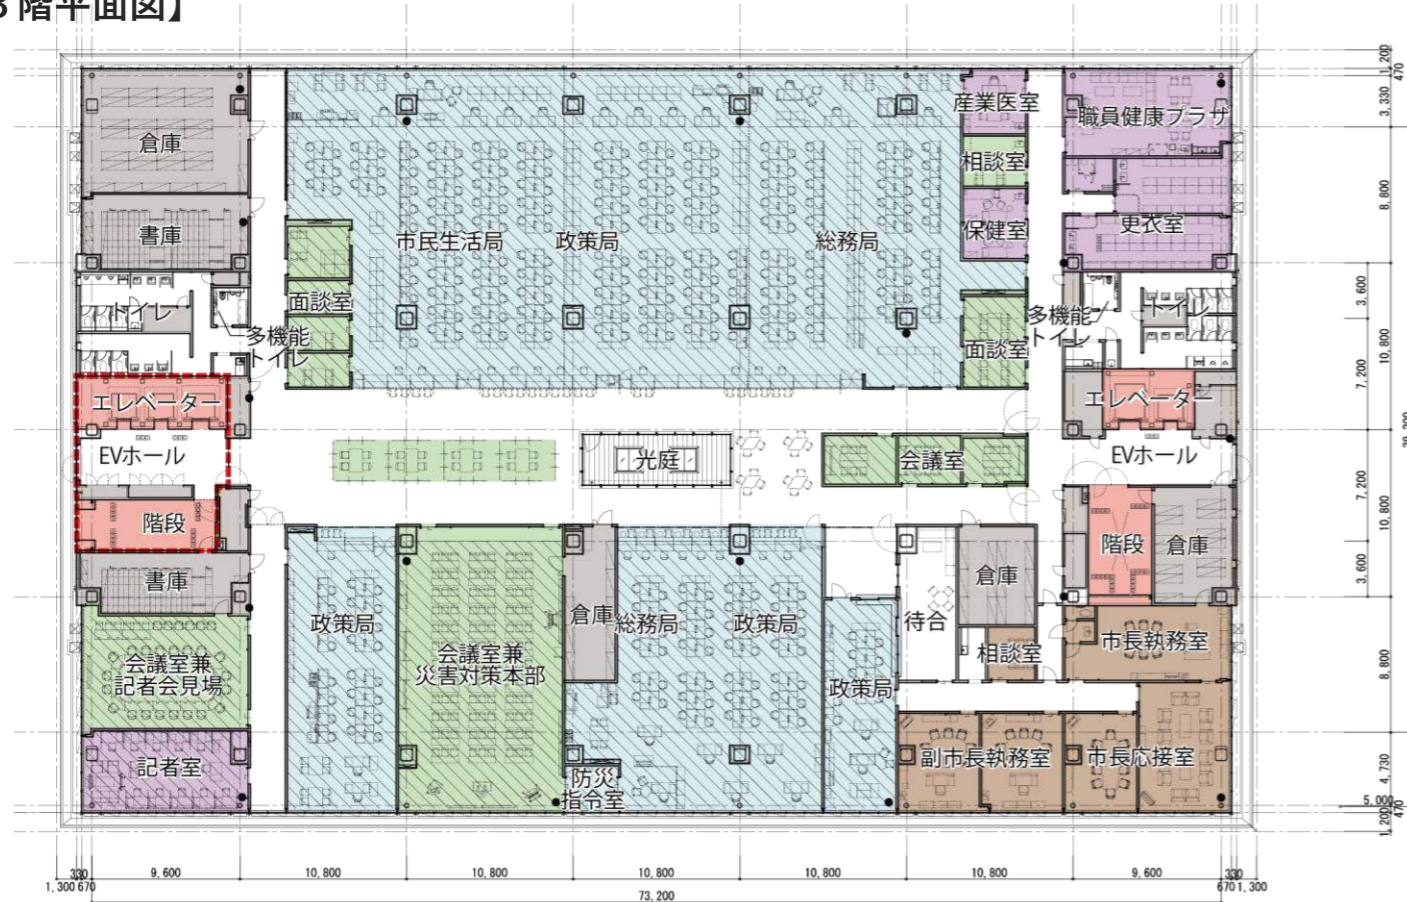 3階平面図】
産業医室
職員健康プラザ
倉庫
相談室
書庫
市民生活局
政策局
総務局
保健室
更衣室
トイレ
面談室
多機能
トイレ
面談室
多機能
トイレ
トイレ
エレベーター
エレベーター
EVホール
光庭
会議室
EVホール
階段
階段
倉庫
書庫
政策局
倉庫
総務局
政策局
待合
倉庫
会議室兼
災害対策本部
相談室
市長執務室
会議室兼
記者会見場
政策局
記者室
防災
指令室
副市長執務室
市長応接室
1,200
470
3,330
8,800
3,600
10,800
7,200
7,200
10,800
3,600
8,800
4,730
5,000
470
1,200
330
9,600
10,800
10,800
10,800
10,800
10,800
9,600
330
1,300
670
73,200
670
1,300